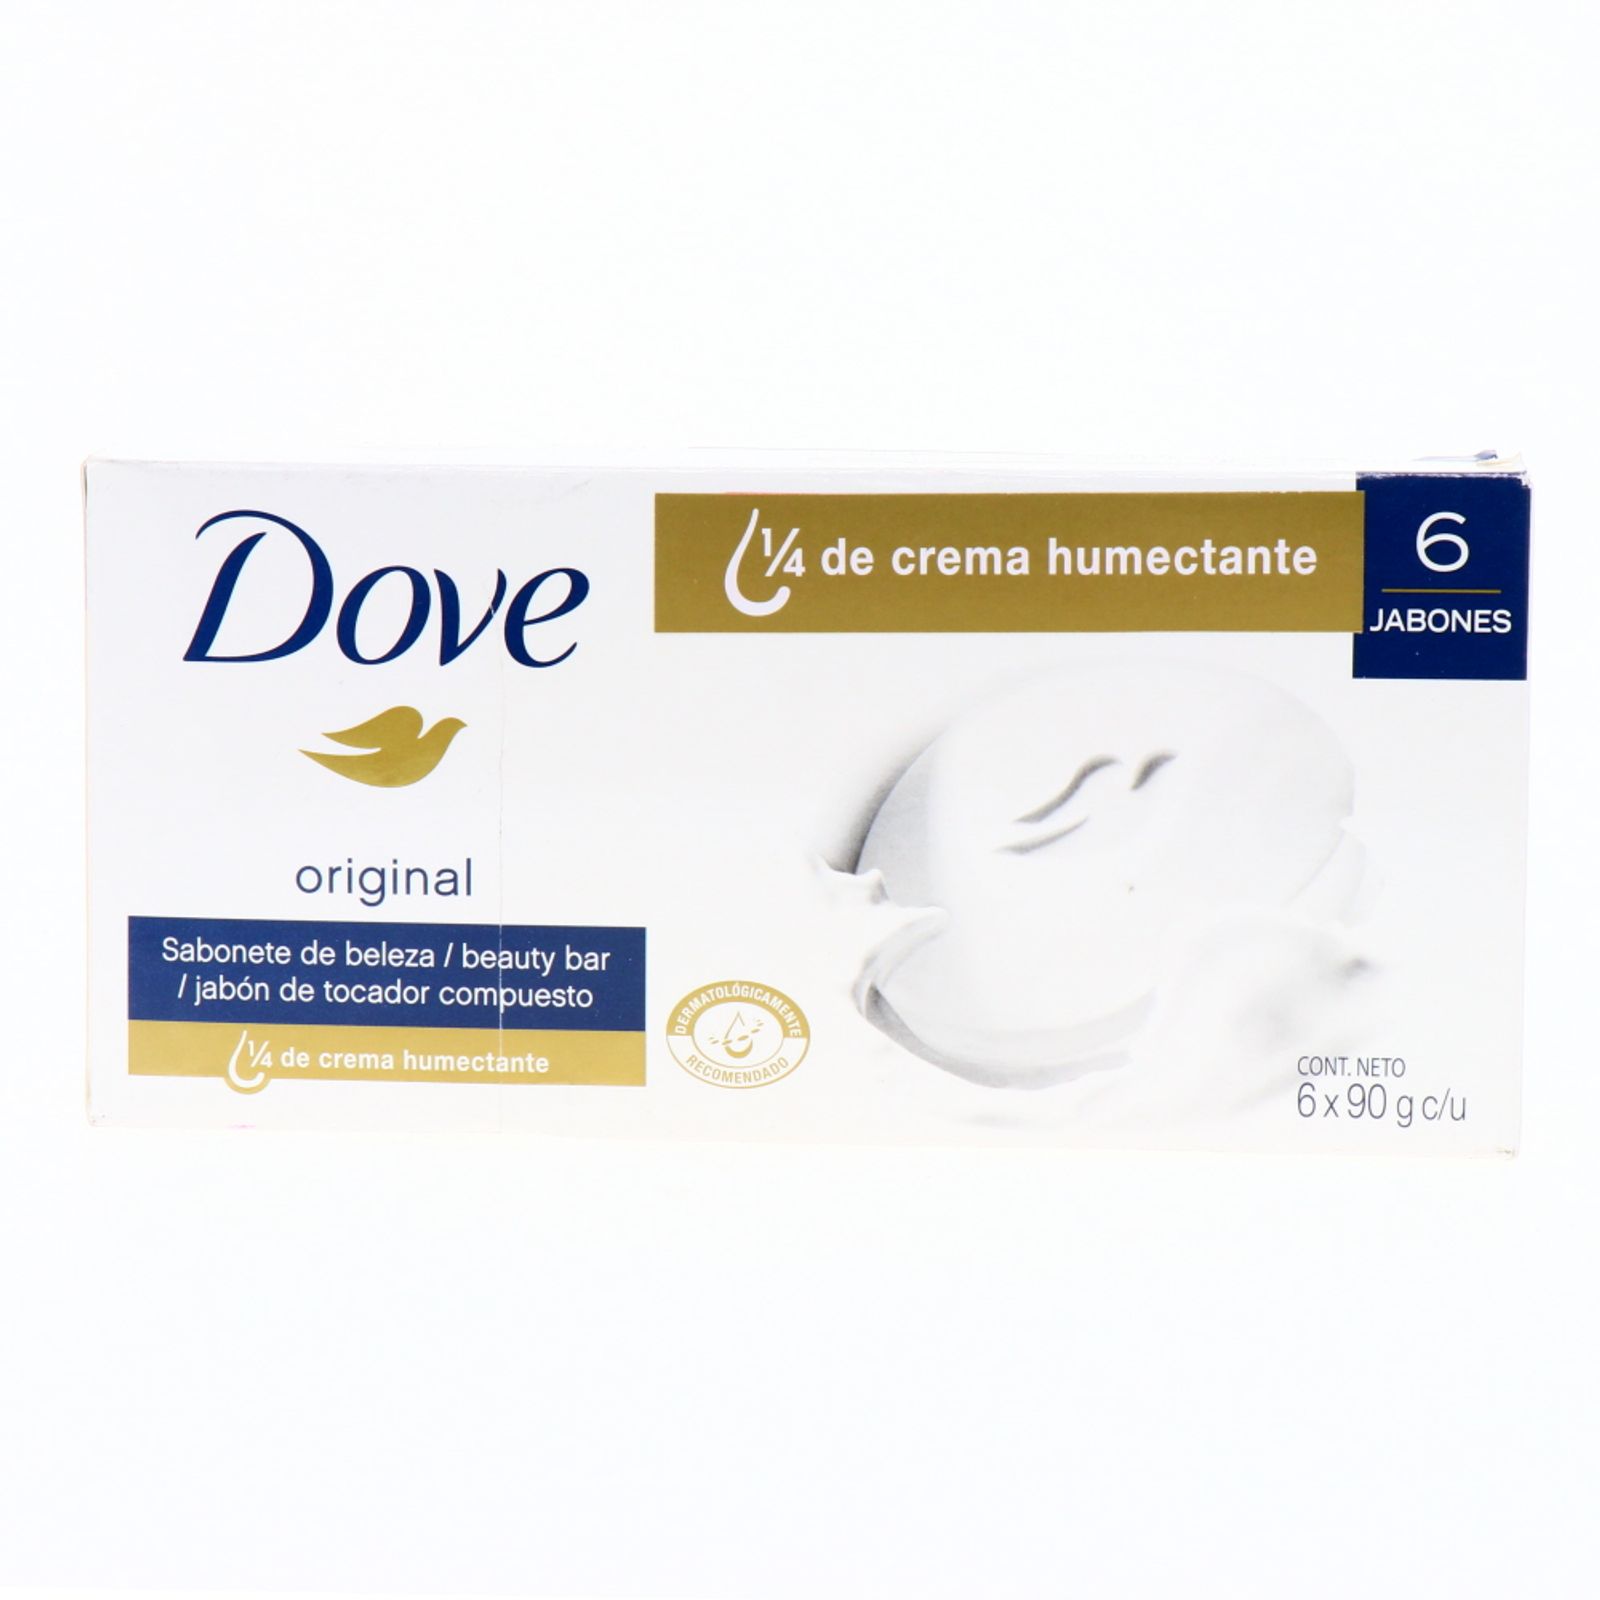 Dove
original
Sabonete de beleza / beauty bar
/ jabón de tocador compuesto
1/4 de crema humectante
1/4 de crema humectante
6
JABONES
DERMATOLÓGICAMENTE
RECOMENDADO
CONT. NETO
6 x 90 g c/u